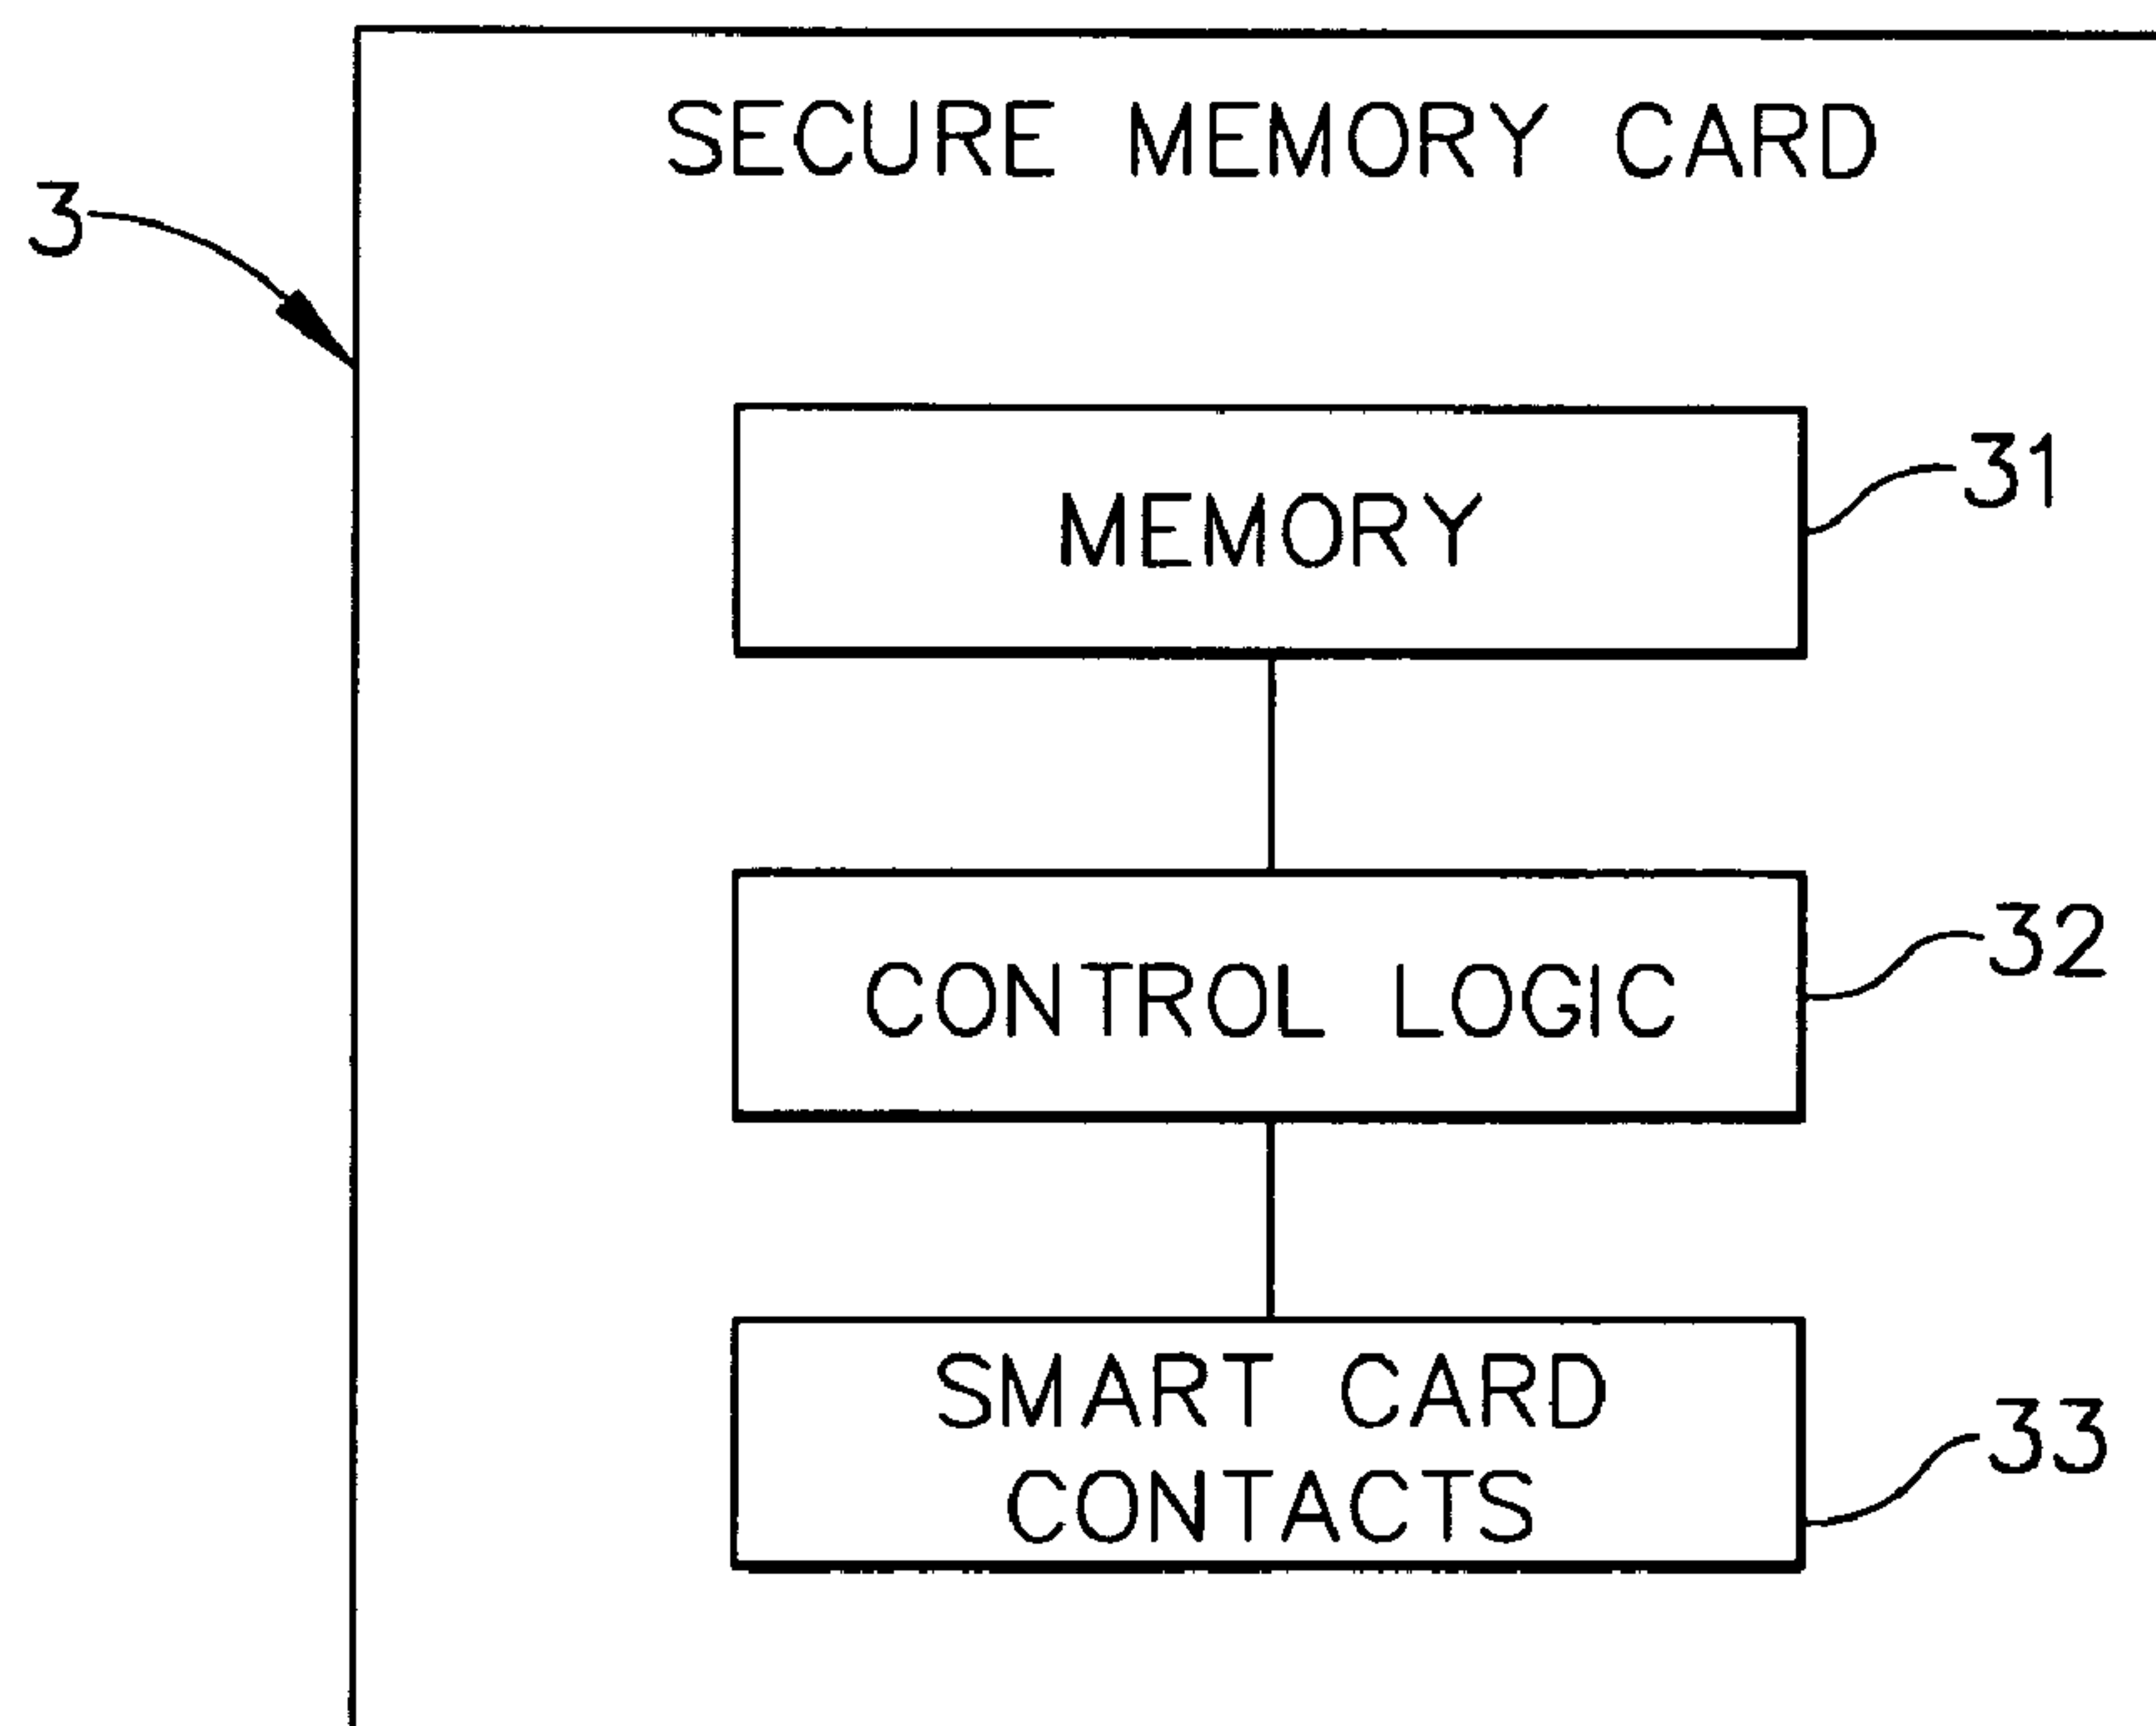 SECURE MEMORY CARD
3
MEMORY
31
CONTROL LOGIC
32
SMART CARD
CONTACTS
33